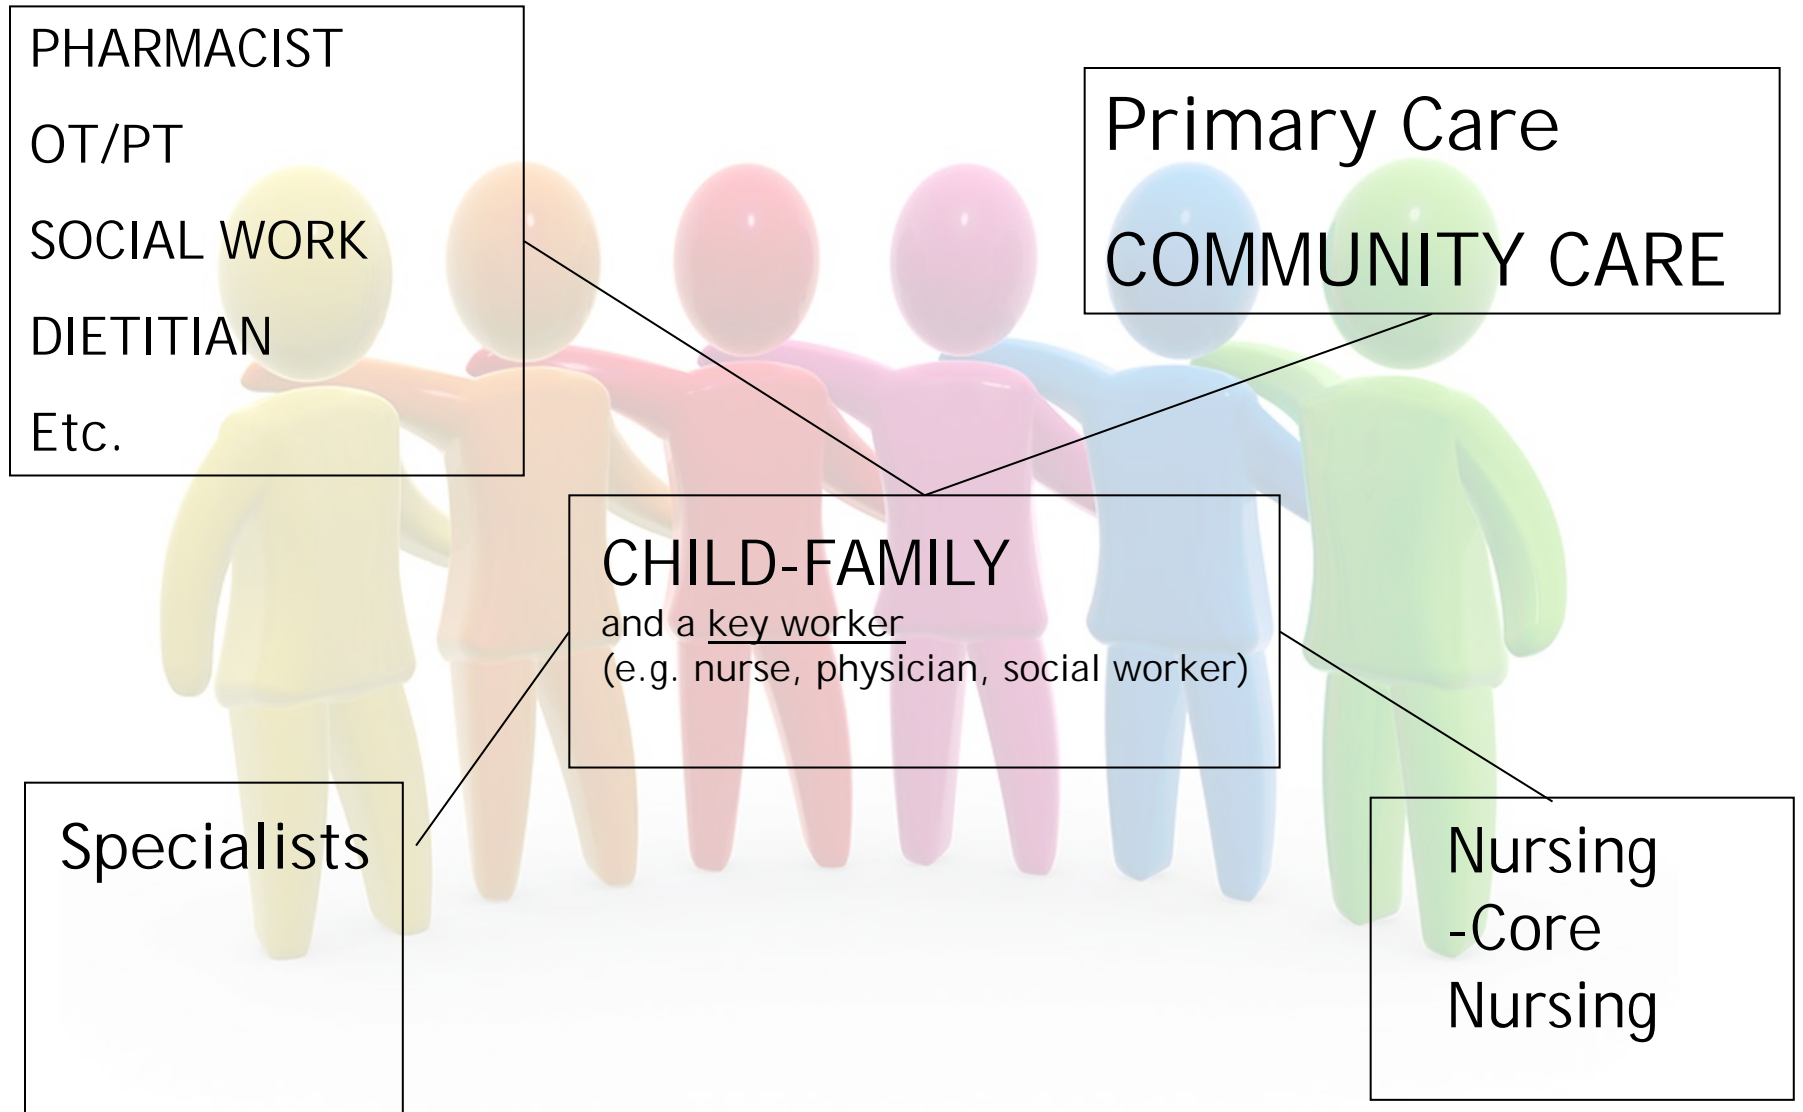 PHARMACIST
OT/PT
SOCIAL WORK
DIETITIAN
Etc.
Primary Care
COMMUNITY CARE
CHILD-FAMILY
and a key worker
(e.g. nurse, physician, social worker)
Specialists
Nursing
-Core
Nursing